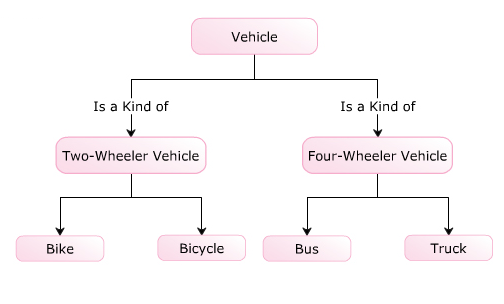 Vehicle
Is a Kind of
Is a Kind of
Two-Wheeler Vehicle
Four-Wheeler Vehicle
Bike
Bicycle
Bus
Truck